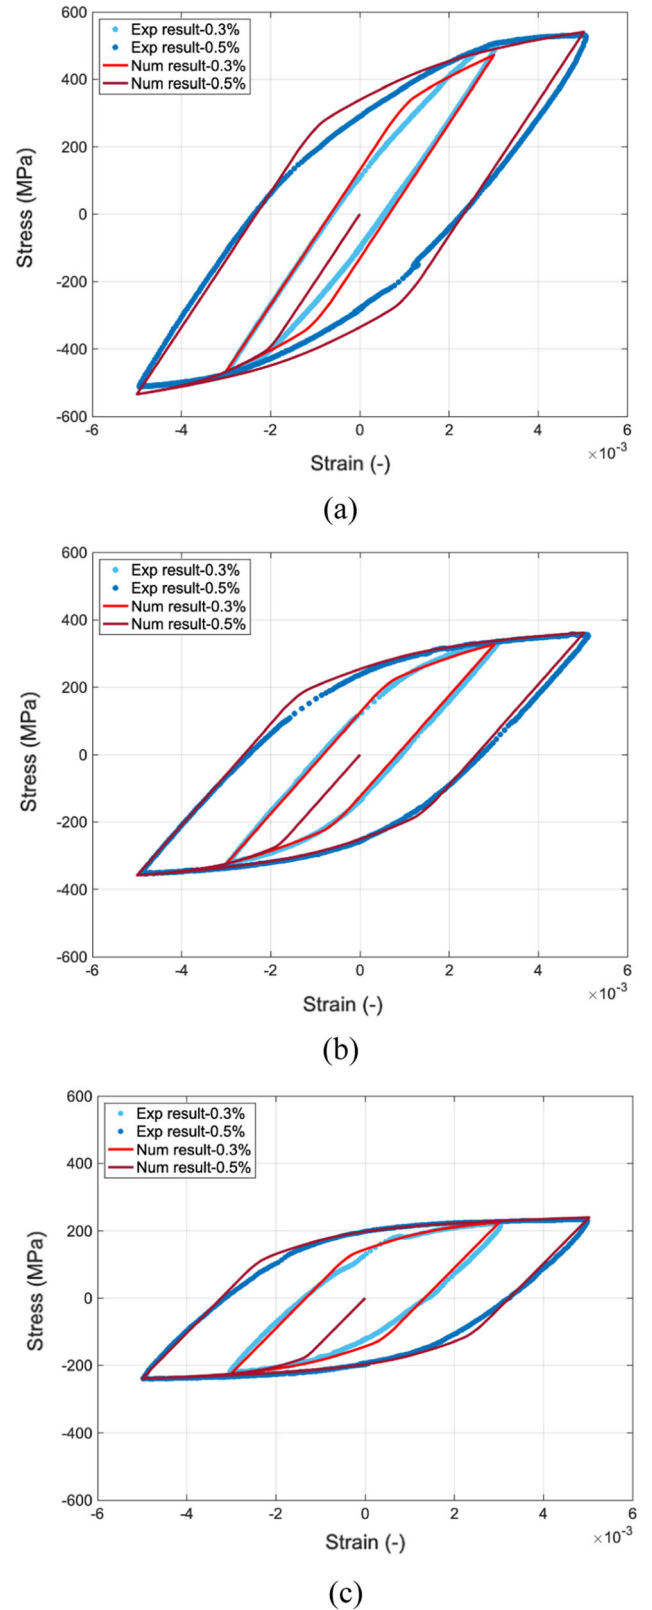 600
Exp result-0.3%
Exp result-0.5%
Num result-0.3%
Num result-0.5%
400
200
0
-200
-400
-600
Stress (MPa)
-6 -4 -2 0 2 4 6
×10-3
Strain (-)
(a)
600
Exp result-0.3%
Exp result-0.5%
Num result-0.3%
Num result-0.5%
400
200
0
-200
-400
-600
Stress (MPa)
-6 -4 -2 0 2 4 6
×10-3
Strain (-)
(b)
600
Exp result-0.3%
Exp result-0.5%
Num result-0.3%
Num result-0.5%
400
200
0
-200
-400
-600
Stress (MPa)
-6 -4 -2 0 2 4 6
×10-3
Strain (-)
(c)